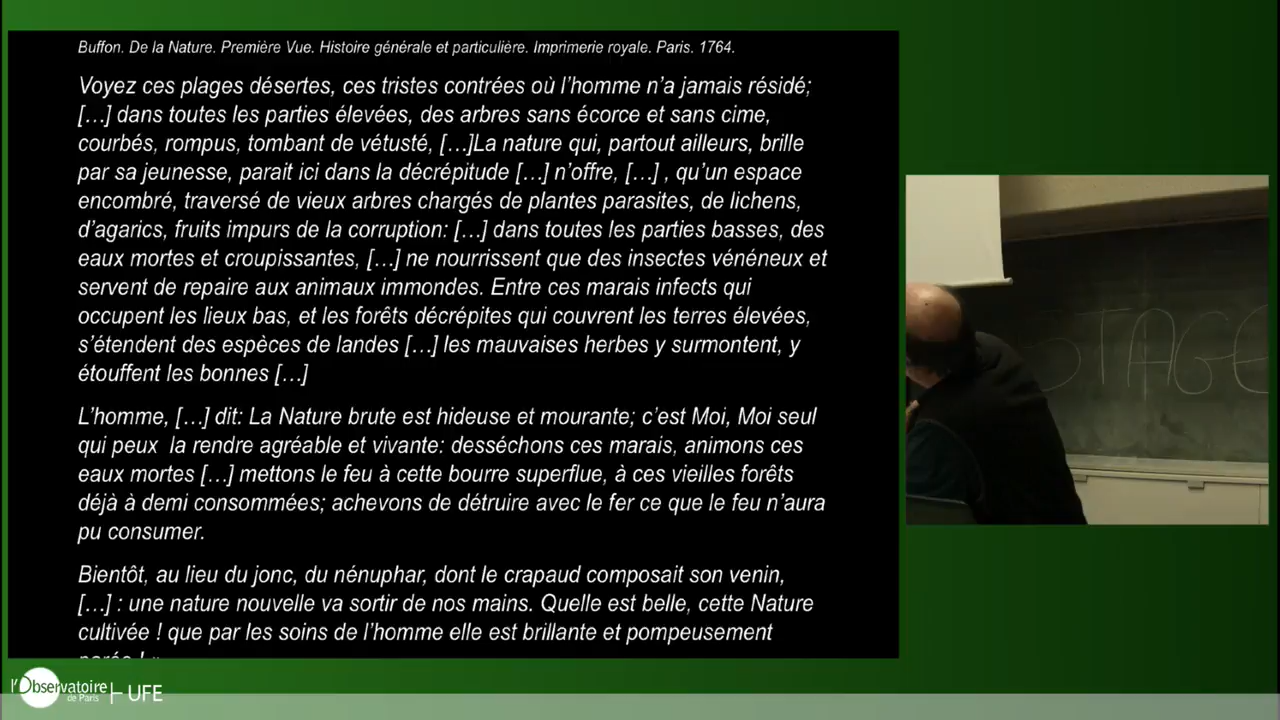 Buffon. De la Nature. Première Vue. Histoire générale et particulière. Imprimerie royale. Paris. 1764.
Voyez ces plages désertes, ces tristes contrées où l’homme n’a jamais résidé;
[…] dans toutes les parties élevées, des arbres sans écorce et sans cime,
courbés, rompus, tombant de vétusté, […]La nature qui, partout ailleurs, brille
par sa jeunesse, parait ici dans la décrépitude […] n’offre, […] , qu’un espace
encombré, traversé de vieux arbres chargés de plantes parasites, de lichens,
d’agarics, fruits impurs de la corruption: […] dans toutes les parties basses, des
eaux mortes et croupissantes, […] ne nourrissent que des insectes vénéneux et
servent de repaire aux animaux immondes. Entre ces marais infects qui
occupent les lieux bas, et les forêts décrépites qui couvrent les terres élevées,
s’étendent des espèces de landes […] les mauvaises herbes y surmontent, y
étouffent les bonnes […]
L’homme, […] dit: La Nature brute est hideuse et mourante; c’est Moi, Moi seul
qui peux  la rendre agréable et vivante: desséchons ces marais, animons ces
eaux mortes […] mettons le feu à cette bourre superflue, à ces vieilles forêts
déjà à demi consommées; achevons de détruire avec le fer ce que le feu n’aura
pu consumer.
Bientôt, au lieu du jonc, du nénuphar, dont le crapaud composait son venin,
[…] : une nature nouvelle va sortir de nos mains. Quelle est belle, cette Nature
cultivée ! que par les soins de l’homme elle est brillante et pompeusement
OTAGE
l’Observatoire
de Paris
UFE